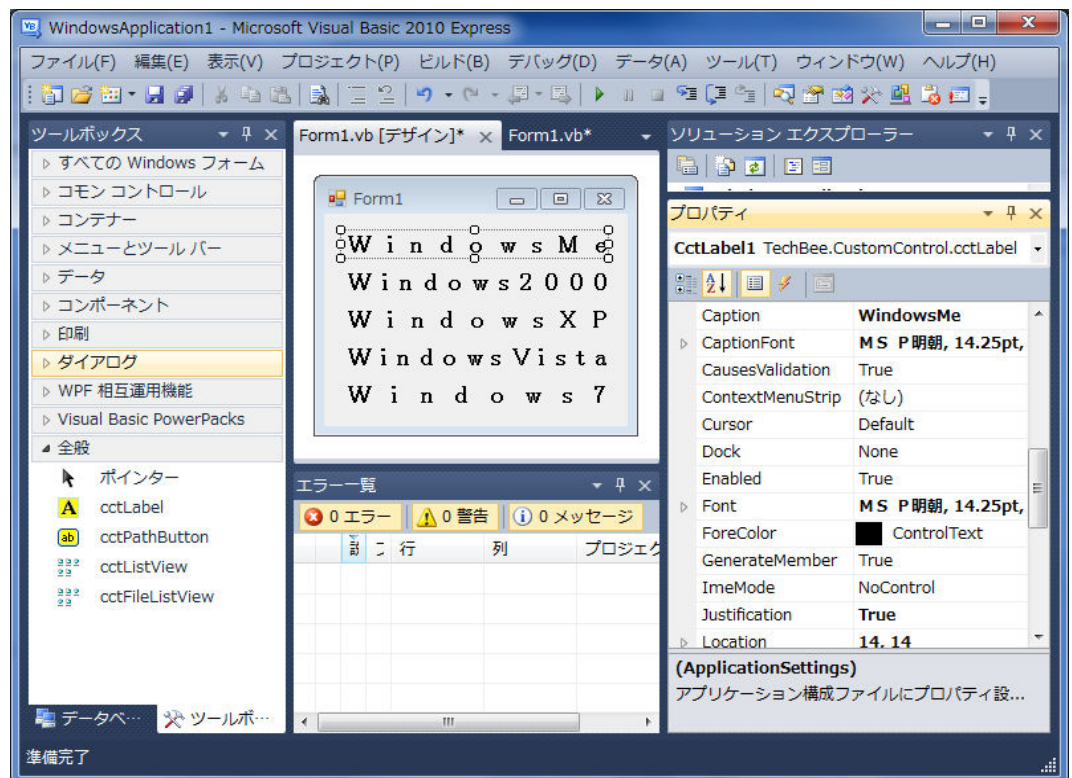 WindowsApplication1 - Microsoft Visual Basic 2010 Express
ファイル(F) 編集(E) 表示(V) プロジェクト(P) ビルド(B) デバッグ(D) データ(A) ツール(T) ウィンドウ(W) ヘルプ(H)
ツールボックス
すべての Windows フォーム
コモン コントロール
コンテナー
メニューとツール バー
データ
コンポーネント
印刷
ダイアログ
WPF 相互運用機能
Visual Basic PowerPacks
全般
ポインター
A cctLabel
ab cctPathButton
cctListView
cctFileListView
データベ… ツールボ…
Form1.vb [デザイン]* Form1.vb*
Form1
WindowsMe
Windows2000
WindowsXP
WindowsVista
Windows7
エラー一覧
0 エラー 0 警告 0 メッセージ
行 列 プロジェク
ソリューション エクスプローラー
プロパティ
CctLabel1 TechBee.CustomControl.cctLabel
Caption WindowsMe
CaptionFont MS P明朝, 14.25pt,
CausesValidation True
ContextMenuStrip (なし)
Cursor Default
Dock None
Enabled True
Font MS P明朝, 14.25pt,
ForeColor ControlText
GenerateMember True
ImeMode NoControl
Justification True
Location 14, 14
(ApplicationSettings)
アプリケーション構成ファイルにプロパティ設...
準備完了